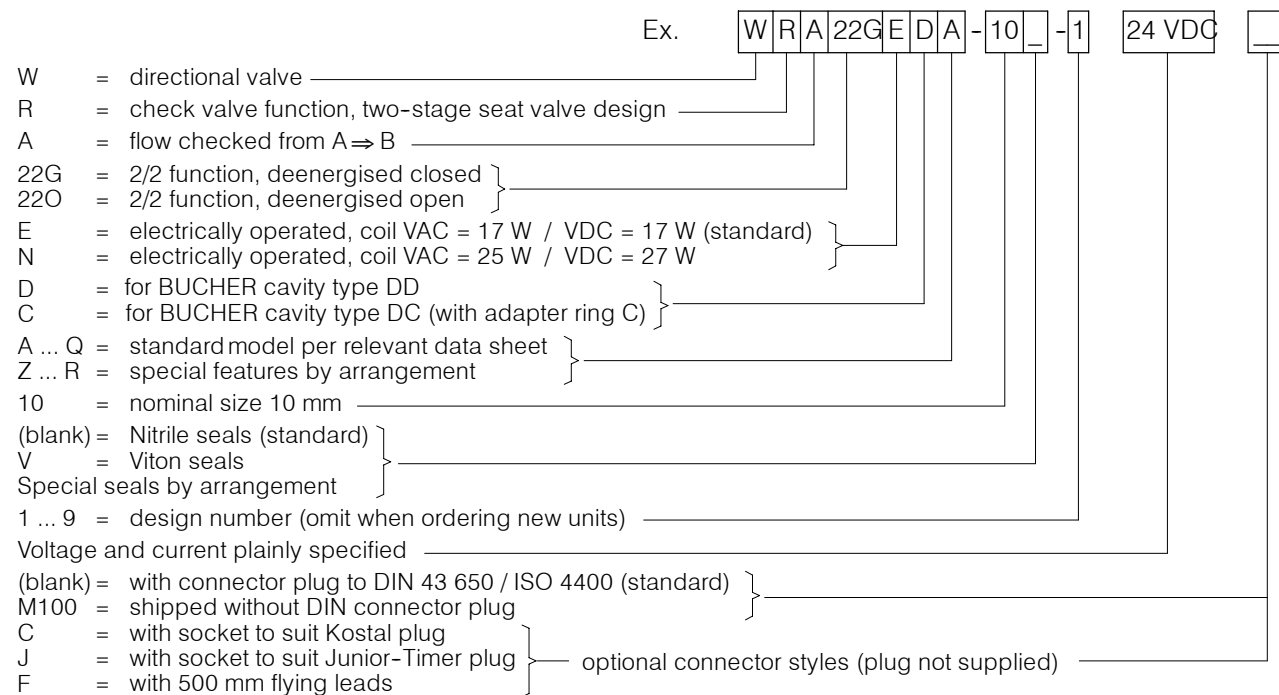 Ex. W R A 22G E D A - 10 _ - 1 24 VDC __
W = directional valve
R = check valve function, two-stage seat valve design
A = flow checked from A ⇒ B
22G = 2/2 function, deenergised closed
22O = 2/2 function, deenergised open
E = electrically operated, coil VAC = 17 W / VDC = 17 W (standard)
N = electrically operated, coil VAC = 25 W / VDC = 27 W
D = for BUCHER cavity type DD
C = for BUCHER cavity type DC (with adapter ring C)
A ... Q = standard model per relevant data sheet
Z ... R = special features by arrangement
10 = nominal size 10 mm
(blank) = Nitrile seals (standard)
V = Viton seals
Special seals by arrangement
1 ... 9 = design number (omit when ordering new units)
Voltage and current plainly specified
(blank) = with connector plug to DIN 43 650 / ISO 4400 (standard)
M100 = shipped without DIN connector plug
C = with socket to suit Kostal plug
J = with socket to suit Junior-Timer plug
optional connector styles (plug not supplied)
F = with 500 mm flying leads